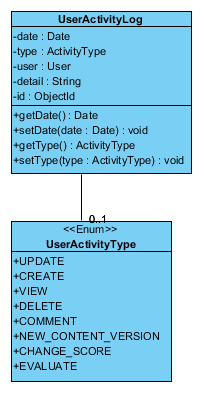 UserActivityLog
-date : Date
-type : ActivityType
-user : User
-detail : String
-id : ObjectId
+getDate() : Date
+setDate(date : Date) : void
+getType() : ActivityType
+setType(type : ActivityType) : void
0..1
<<Enum>>
UserActivityType
+UPDATE
+CREATE
+VIEW
+DELETE
+COMMENT
+NEW_CONTENT_VERSION
+CHANGE_SCORE
+EVALUATE